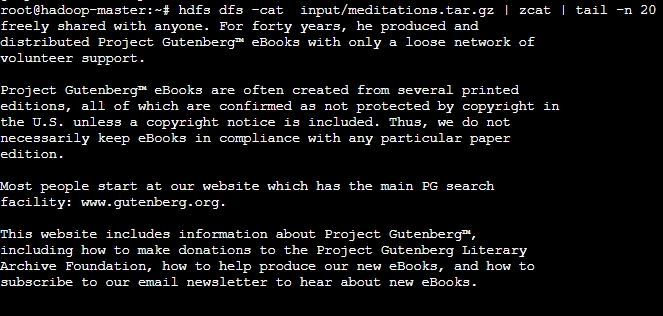 root@hadoop-master:~# hdfs dfs -cat  input/meditations.tar.gz | zcat | tail -n 20
freely shared with anyone. For forty years, he produced and
distributed Project Gutenberg™ eBooks with only a loose network of
volunteer support.
Project Gutenberg™ eBooks are often created from several printed
editions, all of which are confirmed as not protected by copyright in
the U.S. unless a copyright notice is included. Thus, we do not
necessarily keep eBooks in compliance with any particular paper
edition.
Most people start at our website which has the main PG search
facility: www.gutenberg.org.
This website includes information about Project Gutenberg™,
including how to make donations to the Project Gutenberg Literary
Archive Foundation, how to help produce our new eBooks, and how to
subscribe to our email newsletter to hear about new eBooks.